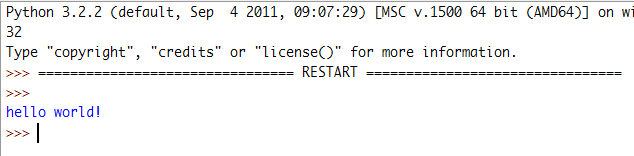 Python 3.2.2 (default, Sep  4 2011, 09:07:29) [MSC v.1500 64 bit (AMD64)] on wi
32
Type "copyright", "credits" or "license()" for more information.
>>> ================================ RESTART ================================
>>>
hello world!
>>>